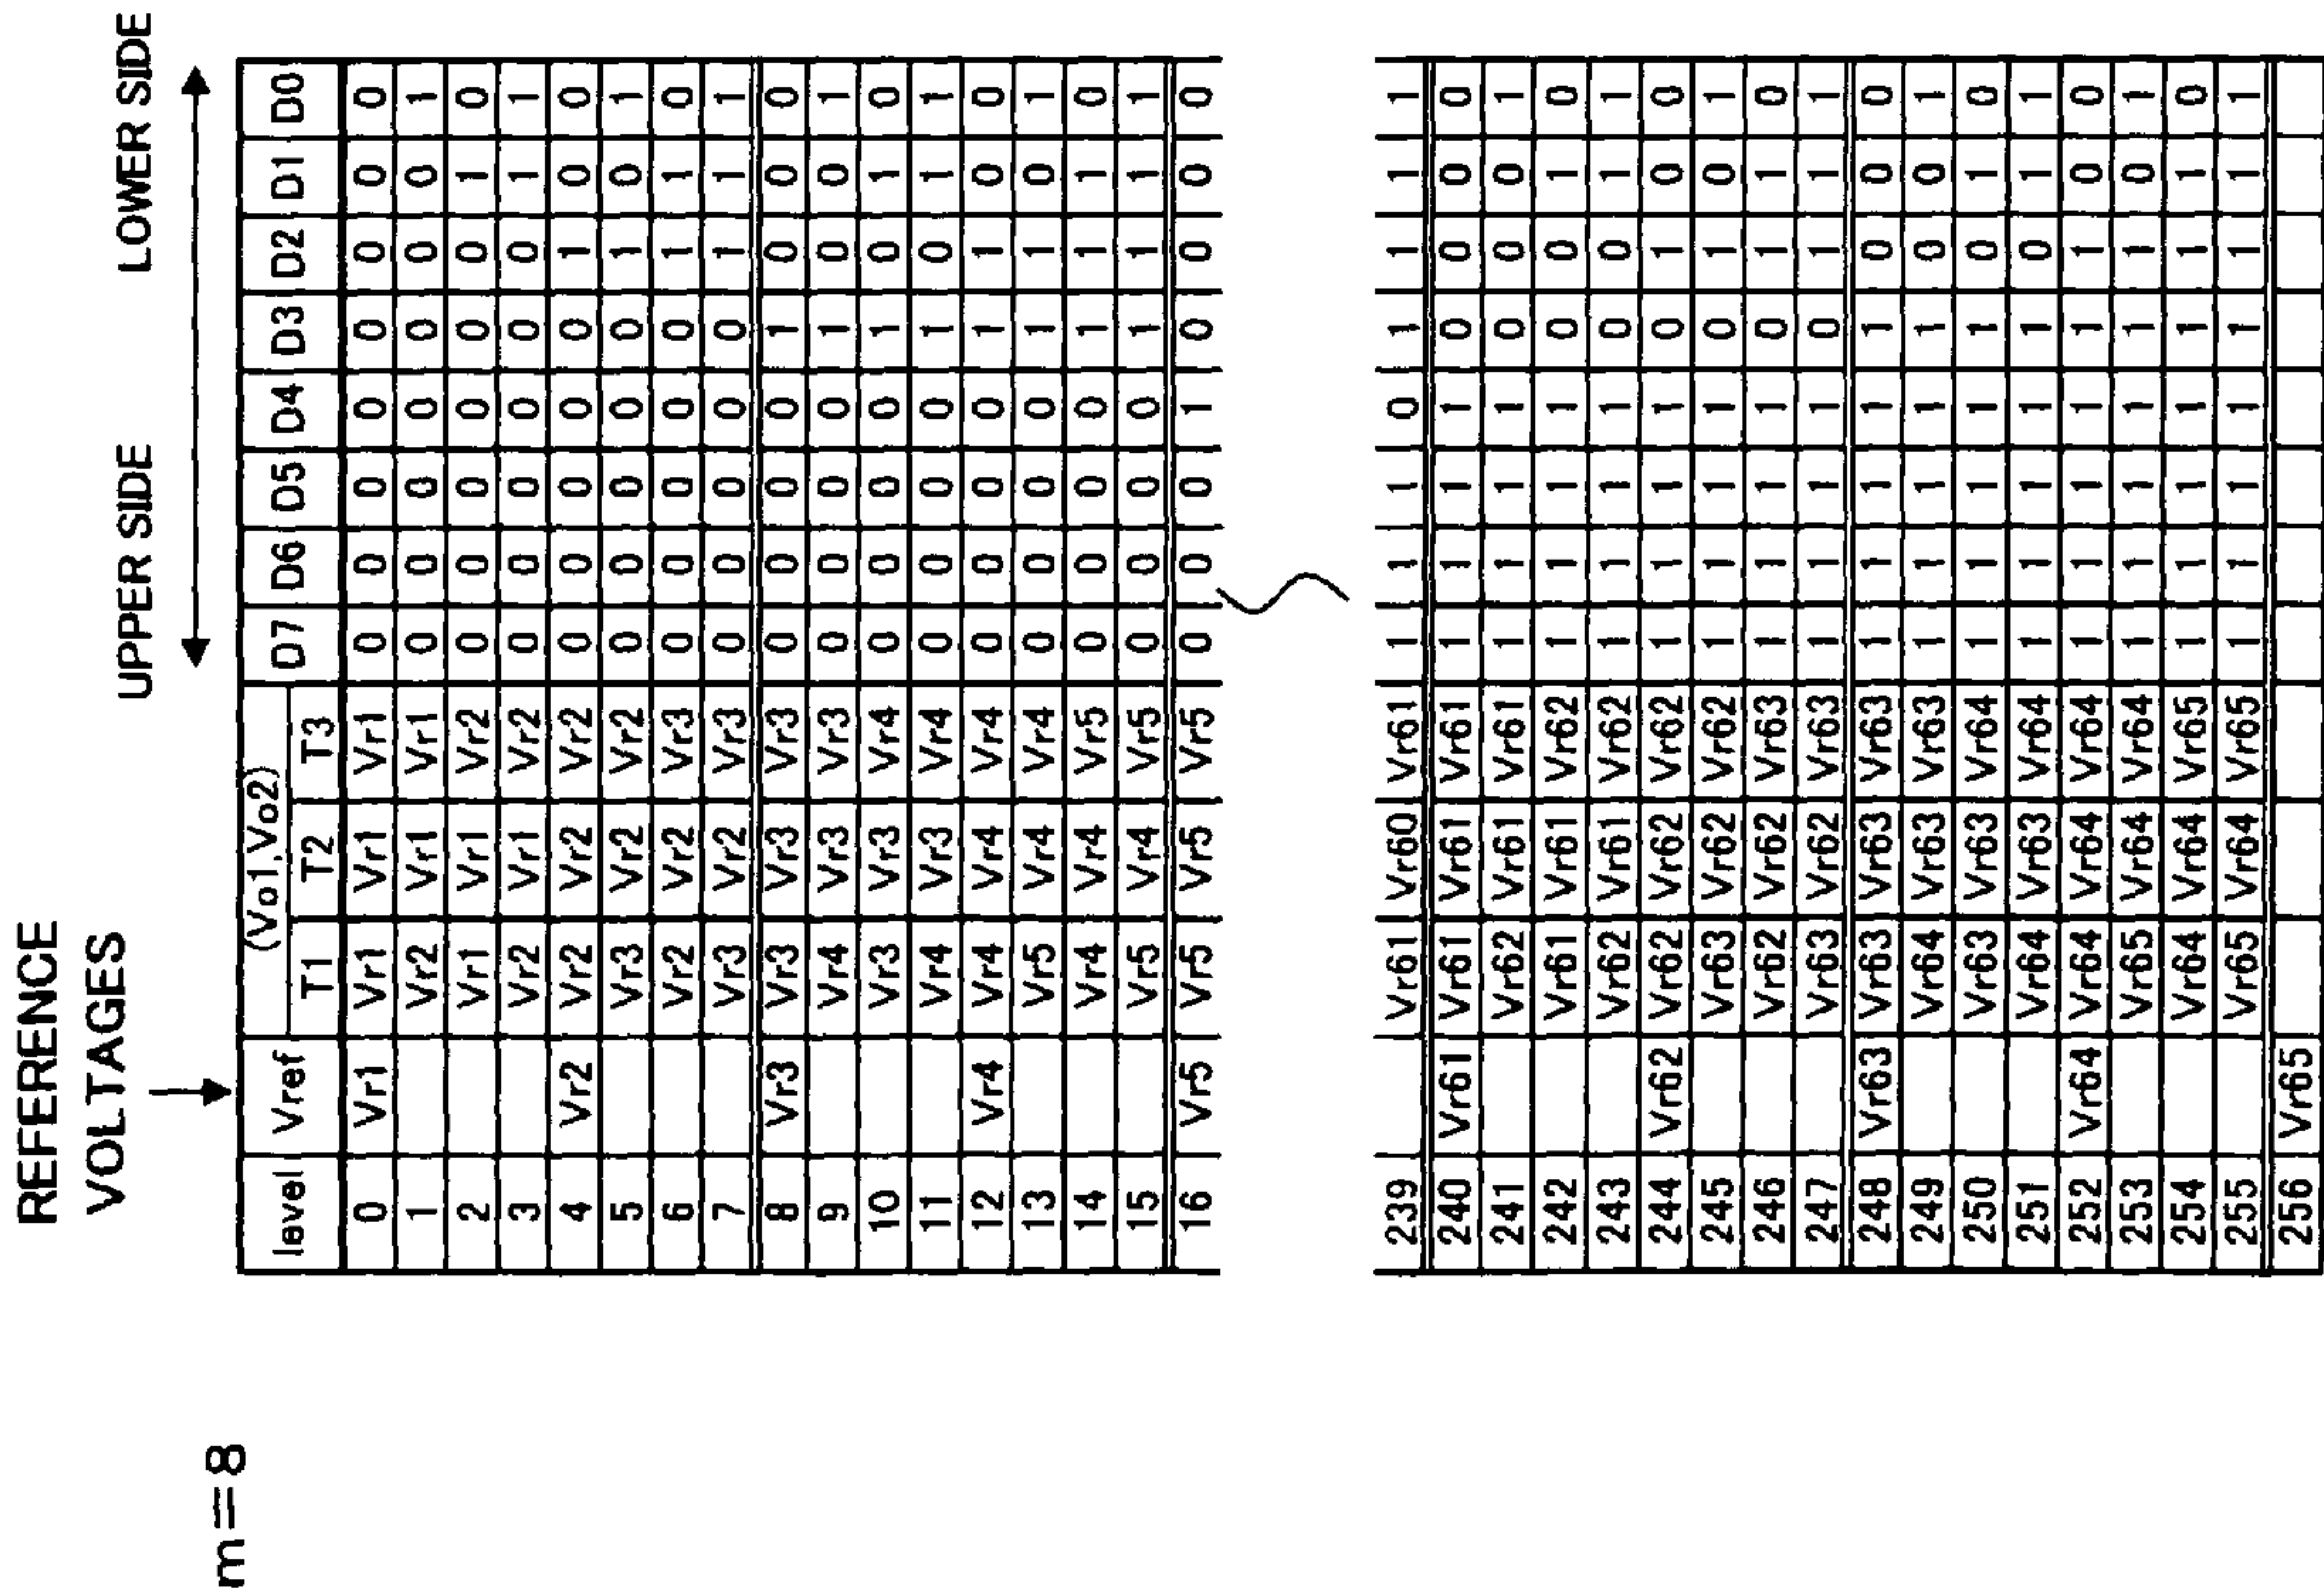 m=8
REFERENCE
VOLTAGES
UPPER SIDE LOWER SIDE
level Vref (Vo1,Vo2) D7 D6 D5 D4 D3 D2 D1 D0
T1 T2 T3
0 Vr1 Vr1 Vr1 Vr1 0 0 0 0 0 0 0 0
1 Vr2 Vr1 Vr1 0 0 0 0 0 0 0 1
2 Vr1 Vr1 Vr2 0 0 0 0 0 0 1 0
3 Vr2 Vr1 Vr2 0 0 0 0 0 0 1 1
4 Vr2 Vr2 Vr2 Vr2 0 0 0 0 0 1 0 0
5 Vr3 Vr2 Vr2 0 0 0 0 0 1 0 1
6 Vr2 Vr2 Vr3 0 0 0 0 0 1 1 0
7 Vr3 Vr2 Vr3 0 0 0 0 0 1 1 1
8 Vr3 Vr3 Vr3 Vr3 0 0 0 0 1 0 0 0
9 Vr4 Vr3 Vr3 0 0 0 0 1 0 0 1
10 Vr3 Vr3 Vr4 0 0 0 0 1 0 1 0
11 Vr4 Vr3 Vr4 0 0 0 0 1 0 1 1
12 Vr4 Vr4 Vr4 Vr4 0 0 0 0 1 1 0 0
13 Vr5 Vr4 Vr4 0 0 0 0 1 1 0 1
14 Vr4 Vr4 Vr5 0 0 0 0 1 1 1 0
15 Vr5 Vr4 Vr5 0 0 0 0 1 1 1 1
16 Vr5 Vr5 Vr5 Vr5 0 0 0 1 0 0 0 0
239 Vr61 Vr60 Vr61 1 1 1 0 1 1 1 1
240 Vr61 Vr61 Vr61 Vr61 1 1 1 1 0 0 0 0
241 Vr62 Vr61 Vr61 1 1 1 1 0 0 0 1
242 Vr61 Vr61 Vr62 1 1 1 1 0 0 1 0
243 Vr62 Vr61 Vr62 1 1 1 1 0 0 1 1
244 Vr62 Vr62 Vr62 Vr62 1 1 1 1 0 1 0 0
245 Vr63 Vr62 Vr62 1 1 1 1 0 1 0 1
246 Vr62 Vr62 Vr63 1 1 1 1 0 1 1 0
247 Vr63 Vr62 Vr63 1 1 1 1 0 1 1 1
248 Vr63 Vr63 Vr63 Vr63 1 1 1 1 1 0 0 0
249 Vr64 Vr63 Vr63 1 1 1 1 1 0 0 1
250 Vr63 Vr63 Vr64 1 1 1 1 1 0 1 0
251 Vr64 Vr63 Vr64 1 1 1 1 1 0 1 1
252 Vr64 Vr64 Vr64 Vr64 1 1 1 1 1 1 0 0
253 Vr65 Vr64 Vr64 1 1 1 1 1 1 0 1
254 Vr64 Vr64 Vr65 1 1 1 1 1 1 1 0
255 Vr65 Vr64 Vr65 1 1 1 1 1 1 1 1
256 Vr65